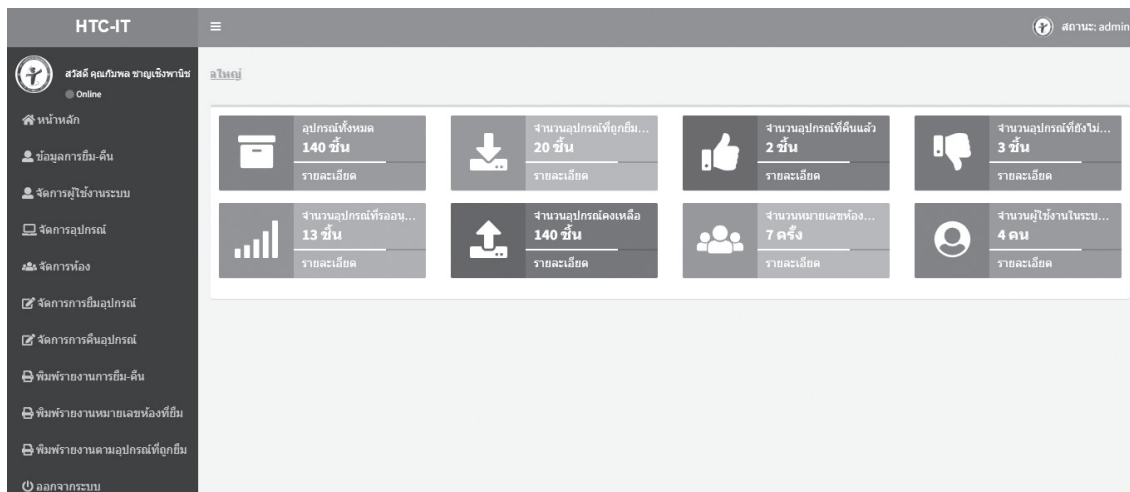 HTC-IT
สถานะ: admin
สวัสดี คุณกัมพล ชาญเชิงพานิช
Online
ลใหญ่
หน้าหลัก
ข้อมูลการยืม-คืน
จัดการผู้ใช้งานระบบ
จัดการอุปกรณ์
จัดการห้อง
จัดการการยืมอุปกรณ์
จัดการการคืนอุปกรณ์
พิมพ์รายงานการยืม-คืน
พิมพ์รายงานหมายเลขห้องที่ยืม
พิมพ์รายงานตามอุปกรณ์ที่ถูกยืม
ออกจากระบบ
อุปกรณ์ทั้งหมด
140 ชิ้น
รายละเอียด
จำนวนอุปกรณ์ที่ถูกยืม...
20 ชิ้น
รายละเอียด
จำนวนอุปกรณ์ที่คืนแล้ว
2 ชิ้น
รายละเอียด
จำนวนอุปกรณ์ที่ยังไม่...
3 ชิ้น
รายละเอียด
จำนวนอุปกรณ์ที่รออนุ...
13 ชิ้น
รายละเอียด
จำนวนอุปกรณ์คงเหลือ
140 ชิ้น
รายละเอียด
จำนวนหมายเลขห้อง...
7 ครั้ง
รายละเอียด
จำนวนผู้ใช้งานในระบ...
4 คน
รายละเอียด